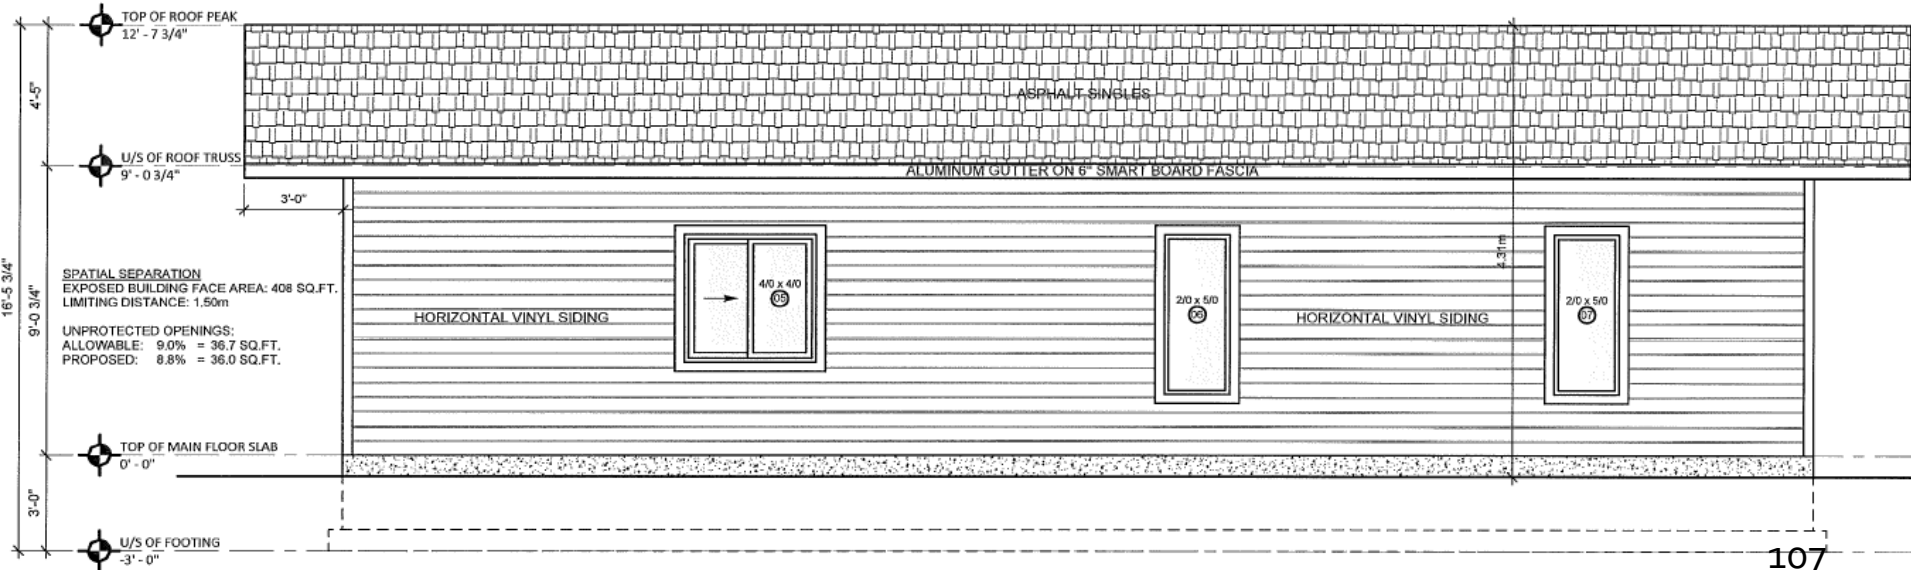 TOP OF ROOF PEAK
12' - 7 3/4"
4'-5"
ASPHALT SINGLES
U/S OF ROOF TRUSS
9' - 0 3/4"
ALUMINUM GUTTER ON 6" SMART BOARD FASCIA
3'-0"
16'-5 3/4"
9'-0 3/4"
4.31m
SPATIAL SEPARATION
EXPOSED BUILDING FACE AREA: 408 SQ.FT.
LIMITING DISTANCE: 1.50m
UNPROTECTED OPENINGS:
ALLOWABLE: 9.0% = 36.7 SQ.FT.
PROPOSED: 8.8% = 36.0 SQ.FT.
HORIZONTAL VINYL SIDING
4/0 x 4/0
05
2/0 x 5/0
06
HORIZONTAL VINYL SIDING
2/0 x 5/0
07
TOP OF MAIN FLOOR SLAB
0' - 0"
3'-0"
U/S OF FOOTING
-3' - 0"
107